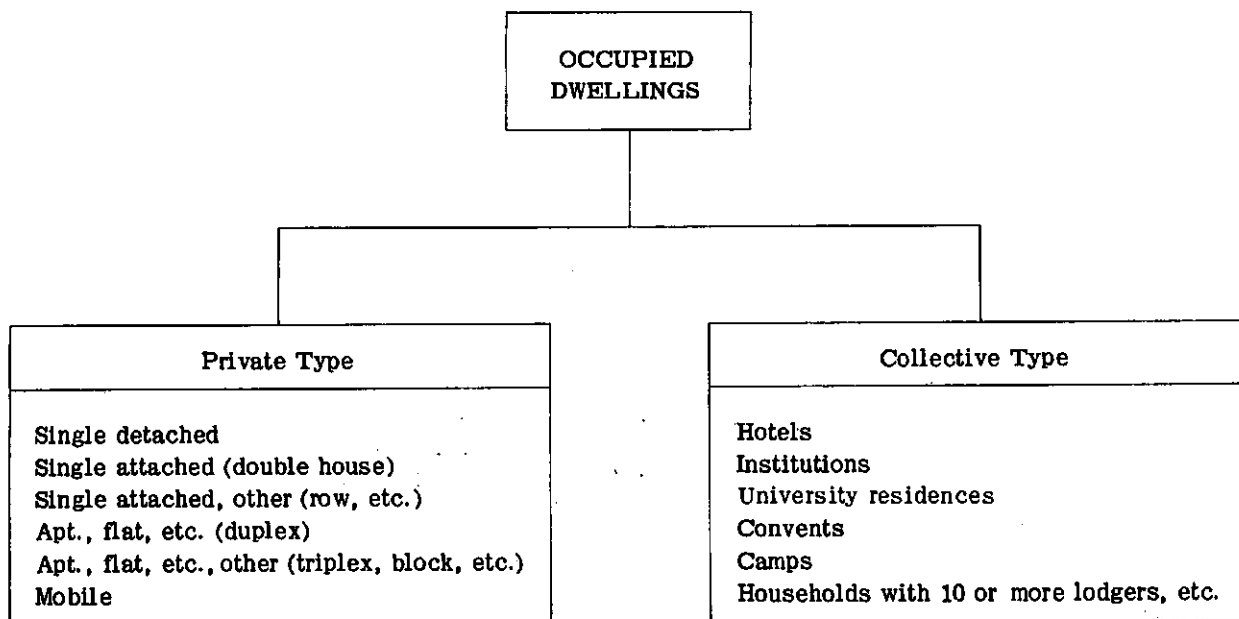 OCCUPIED
DWELLINGS
Private Type
Single detached
Single attached (double house)
Single attached, other (row, etc.)
Apt., flat, etc. (duplex)
Apt., flat, etc., other (triplex, block, etc.)
Mobile
Collective Type
Hotels
Institutions
University residences
Convents
Camps
Households with 10 or more lodgers, etc.